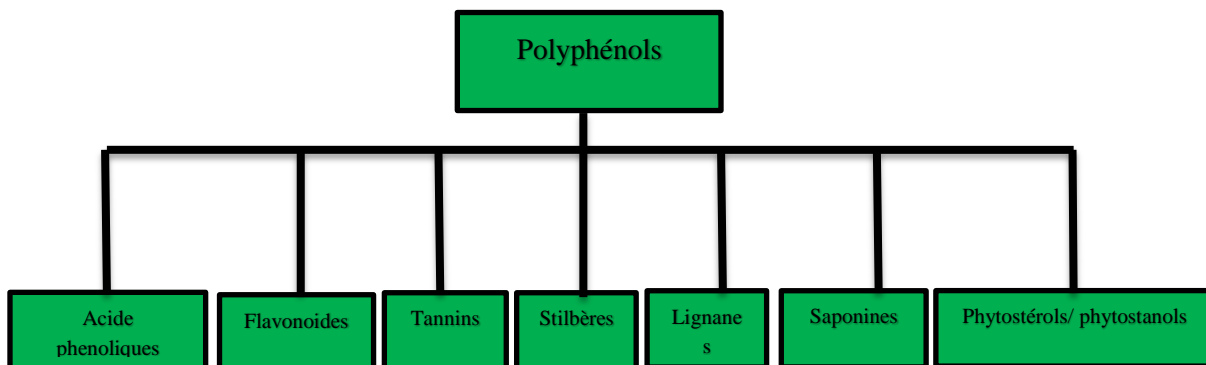 Polyphénols
Acide
phenoliques
Flavonoides
Tannins
Stilbères
Lignane
s
Saponines
Phytostérols/ phytostanols